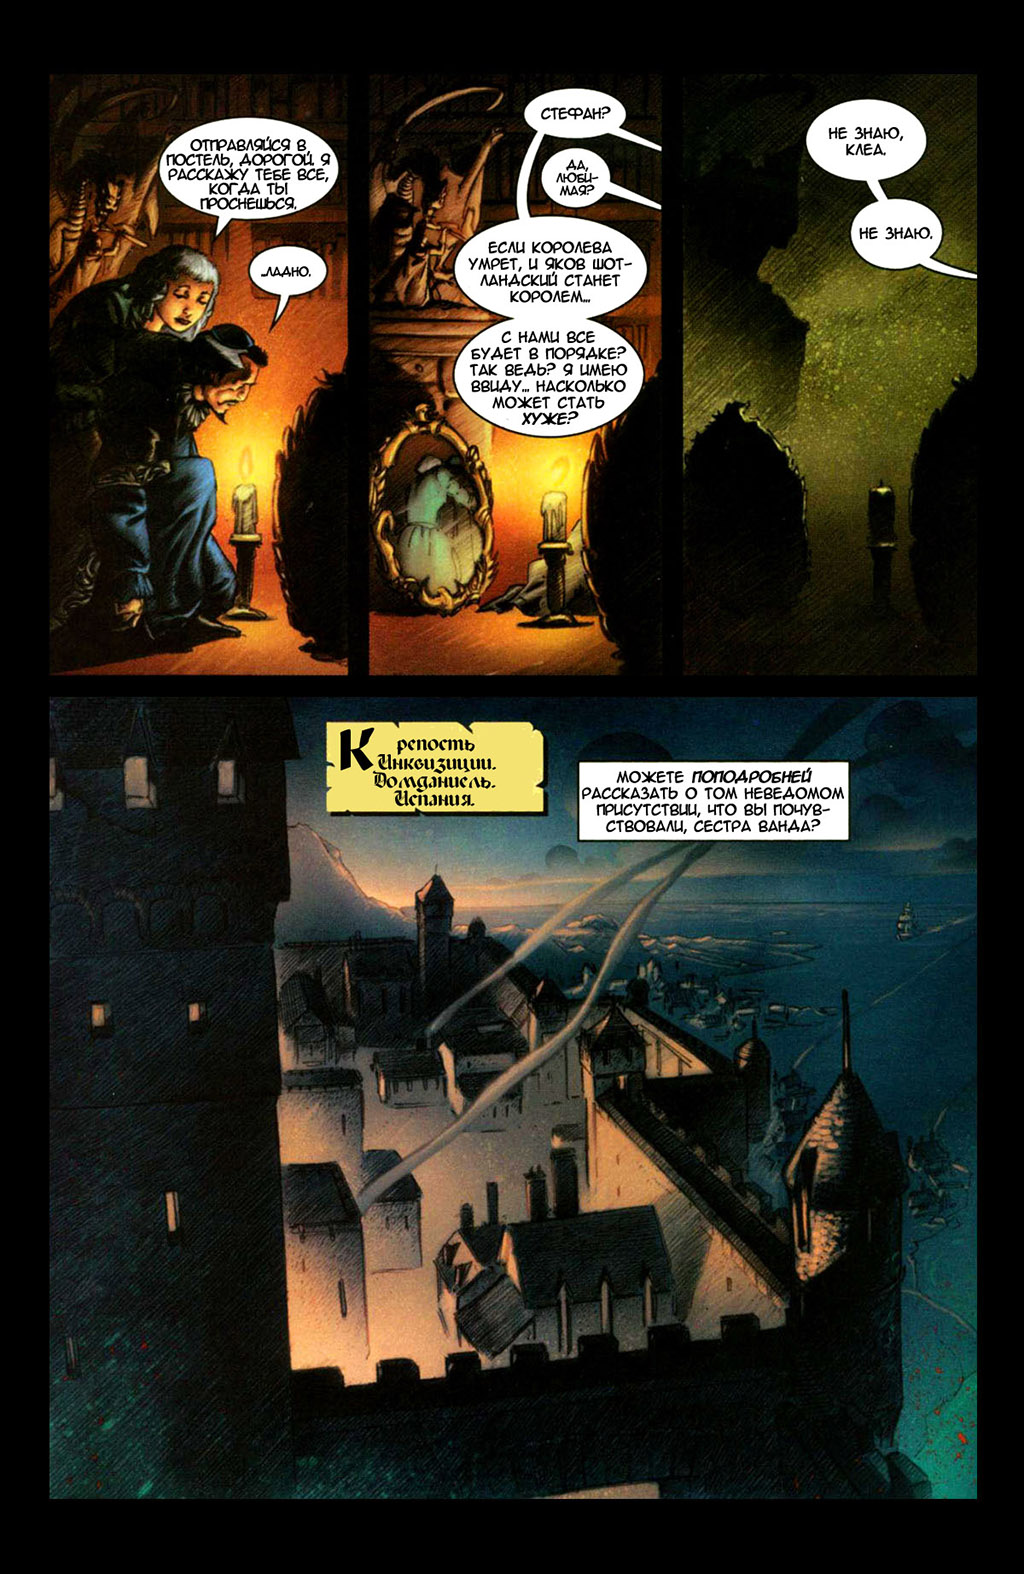 ОТПРАВЛЯЙСЯ В
ПОСТЕЛЬ, ДОРОГОЙ. Я
РАССКАЖУ ТЕБЕ ВСЕ,
КОГДА ТЫ
ПРОСНЕШЬСЯ.
..ЛАДНО.
СТЕФАН?
ДА,
ЛЮБИ-
МАЯ?
ЕСЛИ КОРОЛЕВА
УМРЕТ, И ЯКОВ ШОТ-
ЛАНДСКИЙ СТАНЕТ
КОРОЛЕМ...
С НАМИ ВСЕ
БУДЕТ В ПОРЯДКЕ?
ТАК ВЕДЬ? Я ИМЕЮ
ВВИДУ... НАСКОЛЬКО
МОЖЕТ СТАТЬ
ХУЖЕ?
НЕ ЗНАЮ,
КЛЕА.
НЕ ЗНАЮ.
Крепость
Инквизиции.
Домданиель.
Испания.
МОЖЕТЕ ПОПОДРОБНЕЙ
РАССКАЗАТЬ О ТОМ НЕВЕДОМОМ
ПРИСУТСТВИИ, ЧТО ВЫ ПОЧУВ-
СТВОВАЛИ, СЕСТРА ВАНДА?